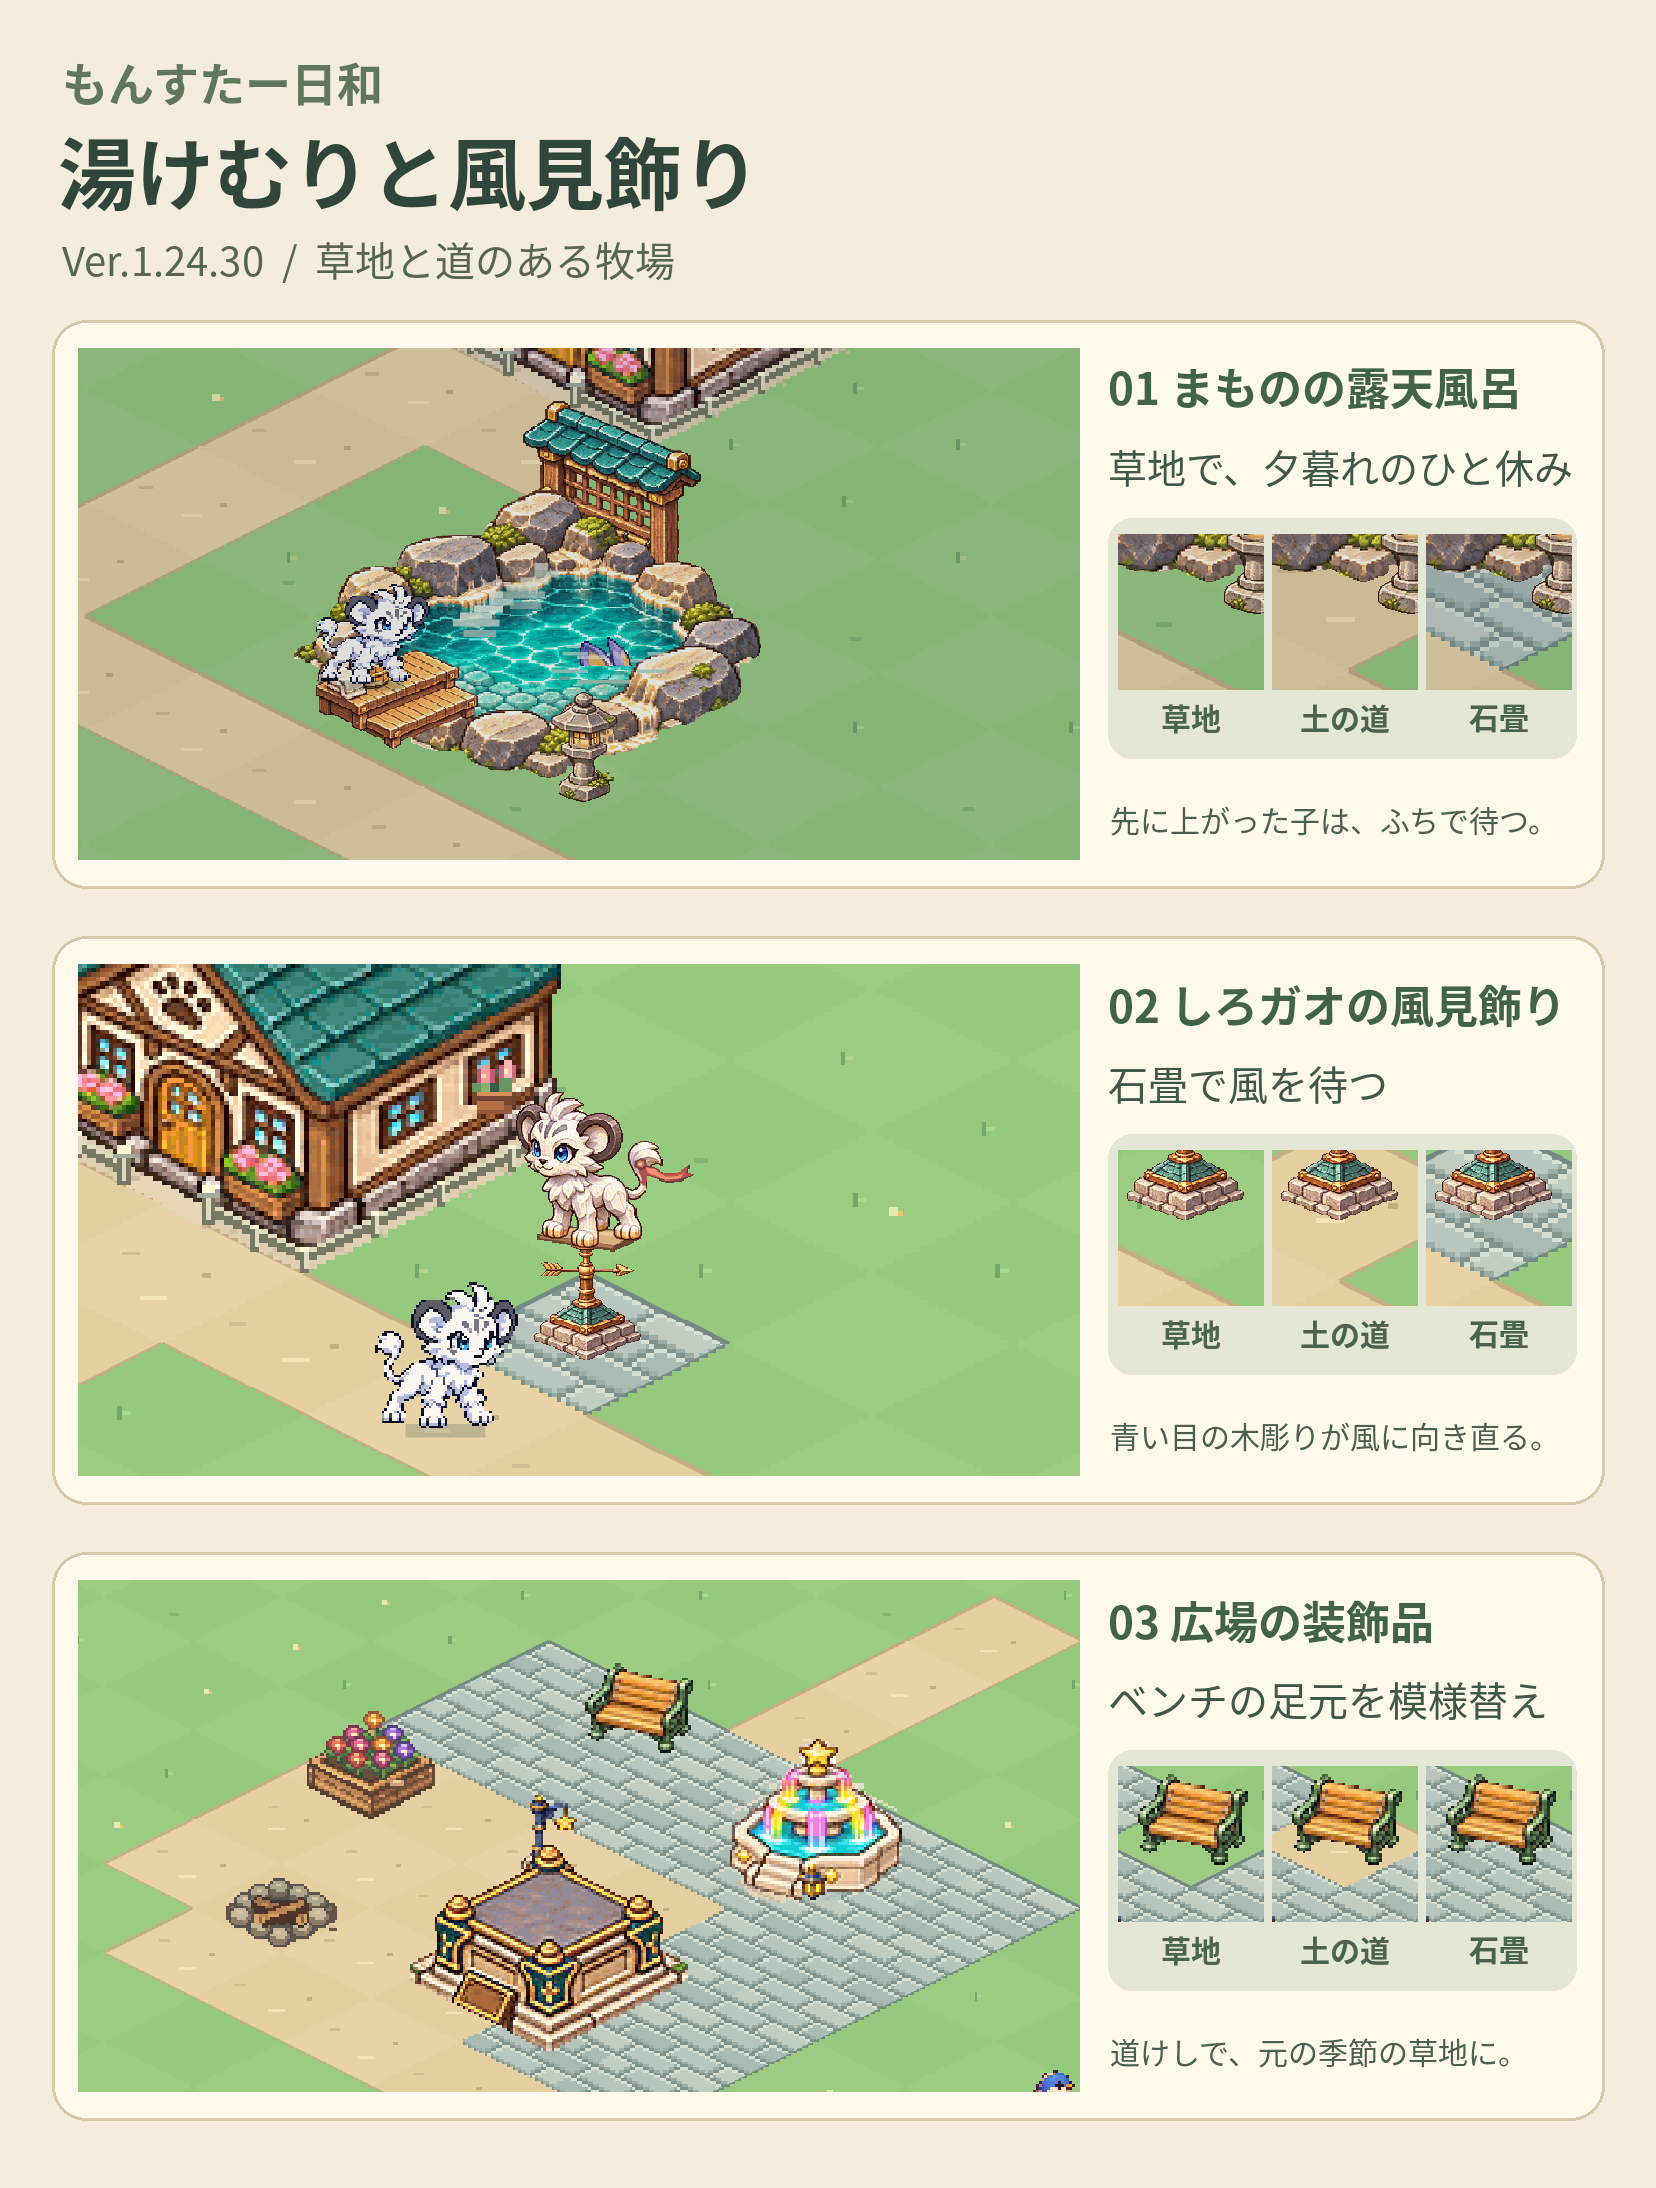 もんすたー日和
湯けむりと風見飾り
Ver.1.24.30 / 草地と道のある牧場
01 まものの露天風呂
草地で、夕暮れのひと休み
草地 土の道 石畳
先に上がった子は、ふちで待つ。
02 しろガオの風見飾り
石畳で風を待つ
草地 土の道 石畳
青い目の木彫りが風に向き直る。
03 広場の装飾品
ベンチの足元を模様替え
草地 土の道 石畳
道けしで、元の季節の草地に。